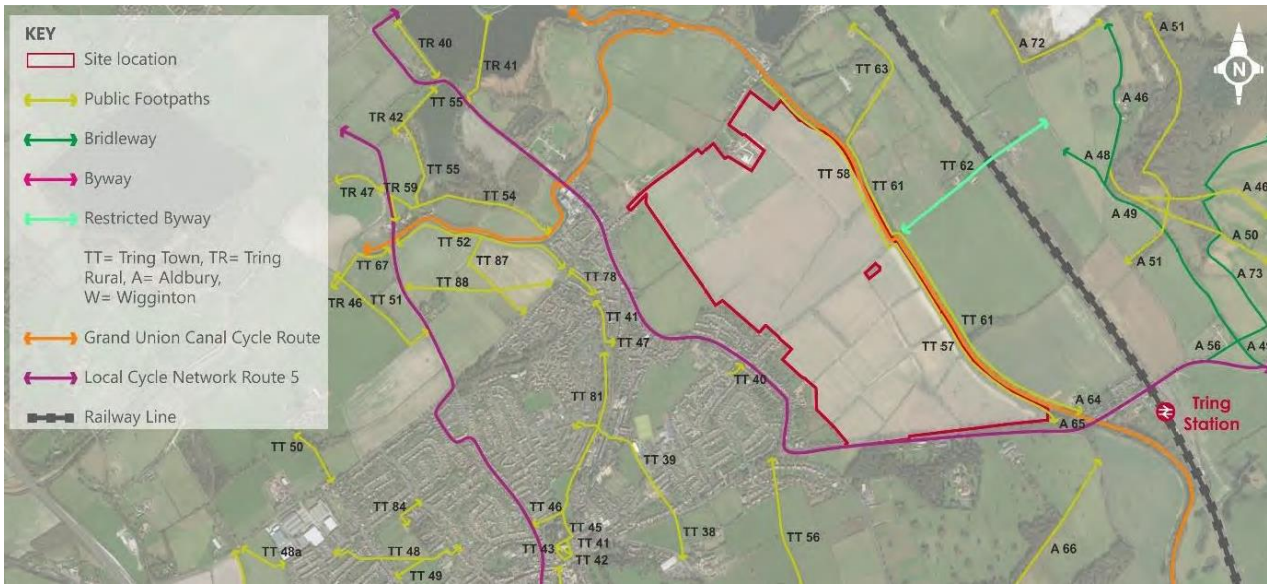 KEY
Site location
Public Footpaths
Bridleway
Byway
Restricted Byway
TT= Tring Town, TR= Tring
Rural, A= Aldbury,
W= Wigginton
Grand Union Canal Cycle Route
Local Cycle Network Route 5
Railway Line
TR 40
TR 41
TT 55
TR 42
TT 55
TR 47
TR 59
TT 54
TT 52
TT 67
TT 87
TT 88
TR 46
TT 51
TT 78
TT 41
TT 47
TT 40
TT 81
TT 50
TT 39
TT 84
TT 46
TT 45
TT 41
TT 43
TT 42
TT 38
TT 48a
TT 48
TT 49
TT 56
TT 63
TT 58
TT 61
TT 62
TT 61
TT 57
A 72
A 51
A 46
A 48
A 49
A 46
A 50
A 51
A 73
A 56
A 49
A 64
A 65
A 66
N
Tring
Station